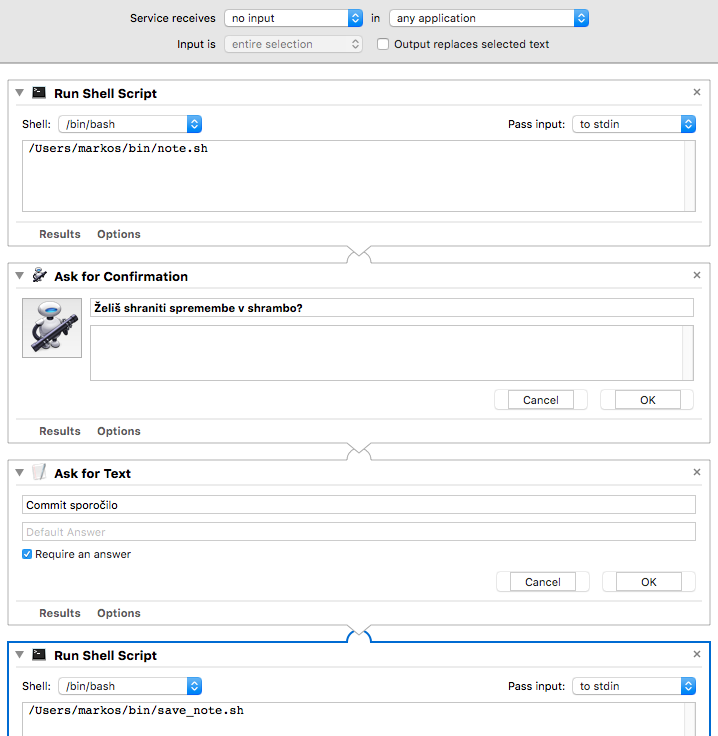 Service receives no input in any application
Input is entire selection Output replaces selected text
Run Shell Script
Shell: /bin/bash Pass input: to stdin
/Users/markos/bin/note.sh
Results Options
Ask for Confirmation
Želiš shraniti spremembe v shrambo?
Cancel OK
Results Options
Ask for Text
Commit sporočilo
Default Answer
Require an answer
Cancel OK
Results Options
Run Shell Script
Shell: /bin/bash Pass input: to stdin
/Users/markos/bin/save_note.sh